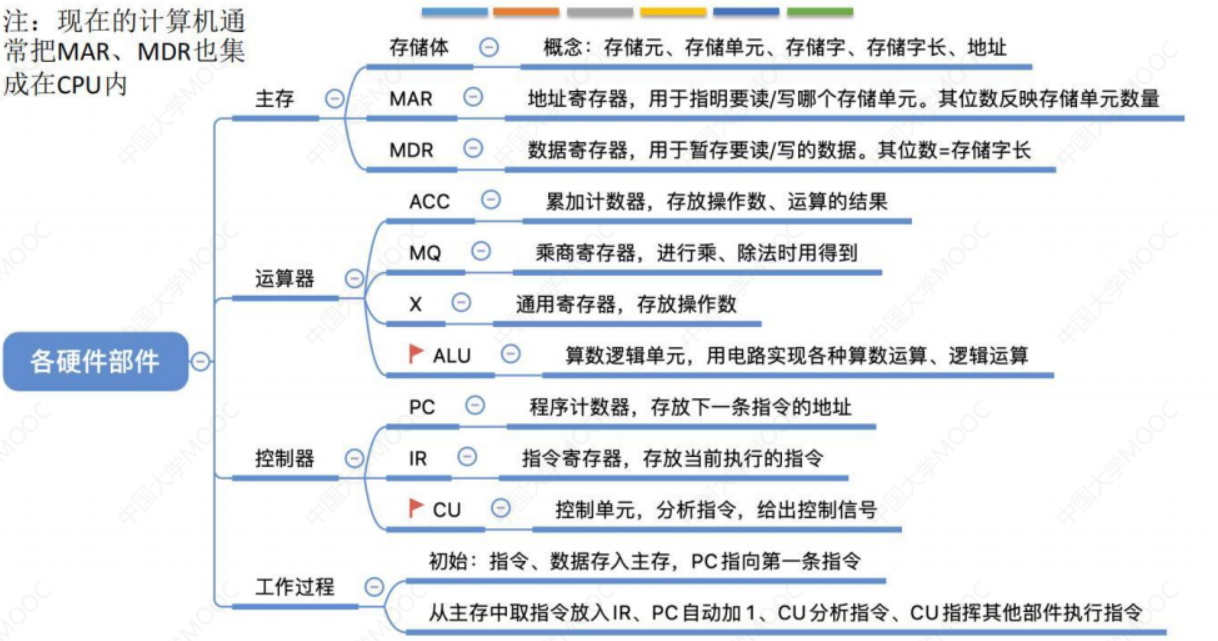 注：现在的计算机通
常把MAR、MDR也集
成在CPU内
各硬件部件
主存
存储体
概念：存储元、存储单元、存储字、存储字长、地址
MAR
地址寄存器，用于指明要读/写哪个存储单元。其位数反映存储单元数量
MDR
数据寄存器，用于暂存要读/写的数据。其位数=存储字长
运算器
ACC
累加计数器，存放操作数、运算的结果
MQ
乘商寄存器，进行乘、除法时用得到
X
通用寄存器，存放操作数
ALU
算数逻辑单元，用电路实现各种算数运算、逻辑运算
控制器
PC
程序计数器，存放下一条指令的地址
IR
指令寄存器，存放当前执行的指令
CU
控制单元，分析指令，给出控制信号
工作过程
初始：指令、数据存入主存，PC指向第一条指令
从主存中取指令放入IR、PC自动加1、CU分析指令、CU指挥其他部件执行指令
中国大学MOOC